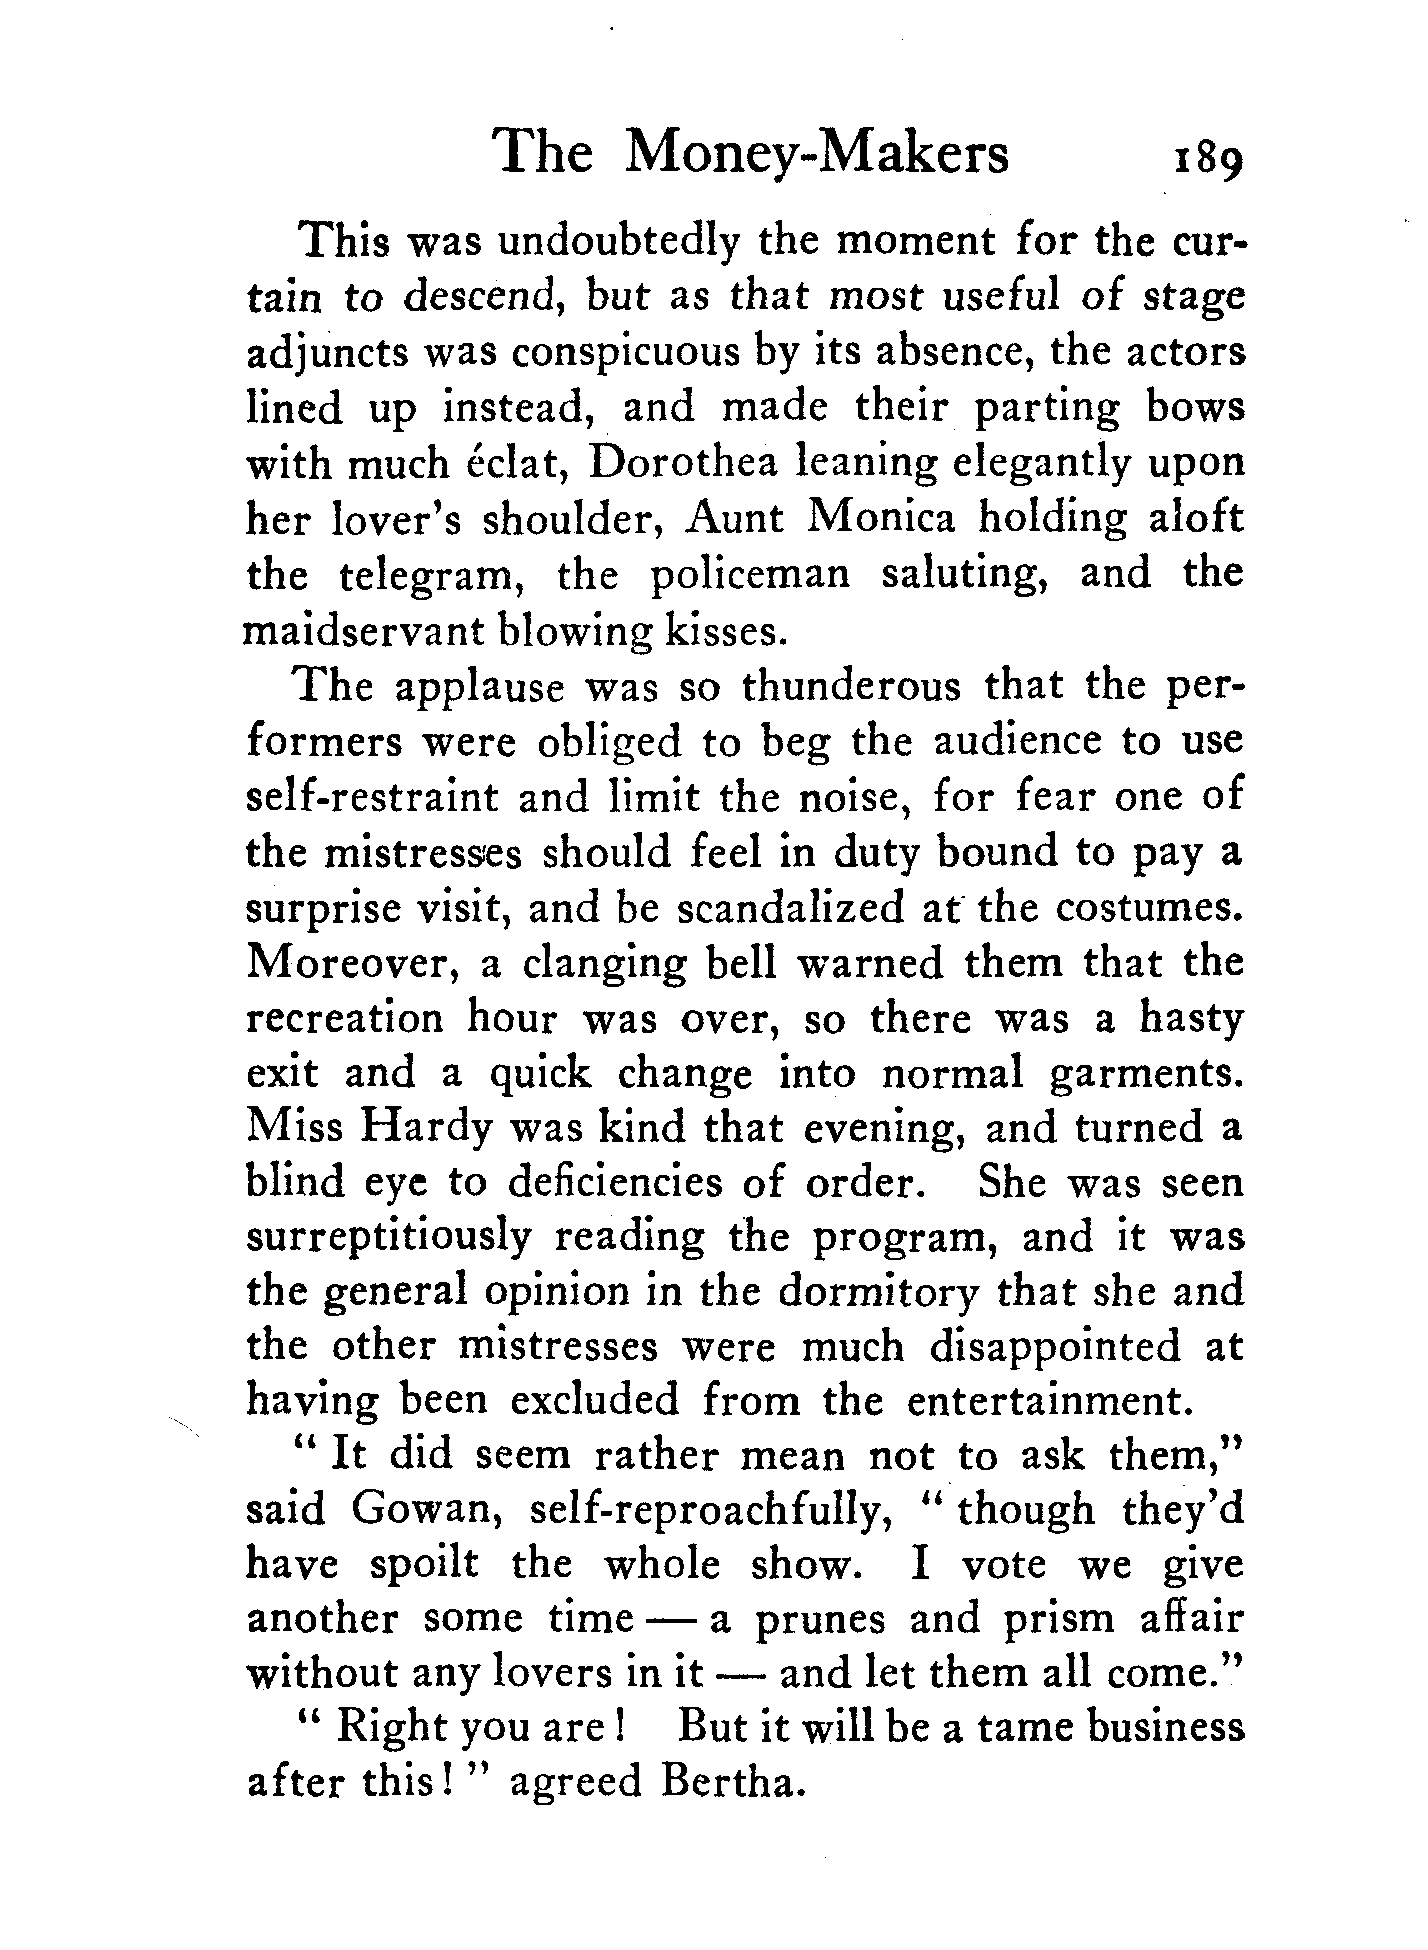 The Money-Makers 189
This was undoubtedly the moment for the cur-
tain to descend, but as that most useful of stage
adjuncts was conspicuous by its absence, the actors
lined up instead, and made their parting bows
with much éclat, Dorothea leaning elegantly upon
her lover's shoulder, Aunt Monica holding aloft
the telegram, the policeman saluting, and the
maidservant blowing kisses.
The applause was so thunderous that the per-
formers were obliged to beg the audience to use
self-restraint and limit the noise, for fear one of
the mistresses should feel in duty bound to pay a
surprise visit, and be scandalized at the costumes.
Moreover, a clanging bell warned them that the
recreation hour was over, so there was a hasty
exit and a quick change into normal garments.
Miss Hardy was kind that evening, and turned a
blind eye to deficiencies of order. She was seen
surreptitiously reading the program, and it was
the general opinion in the dormitory that she and
the other mistresses were much disappointed at
having been excluded from the entertainment.
" It did seem rather mean not to ask them,"
said Gowan, self-reproachfully, " though they'd
have spoilt the whole show. I vote we give
another some time — a prunes and prism affair
without any lovers in it — and let them all come."
" Right you are ! But it will be a tame business
after this ! " agreed Bertha.